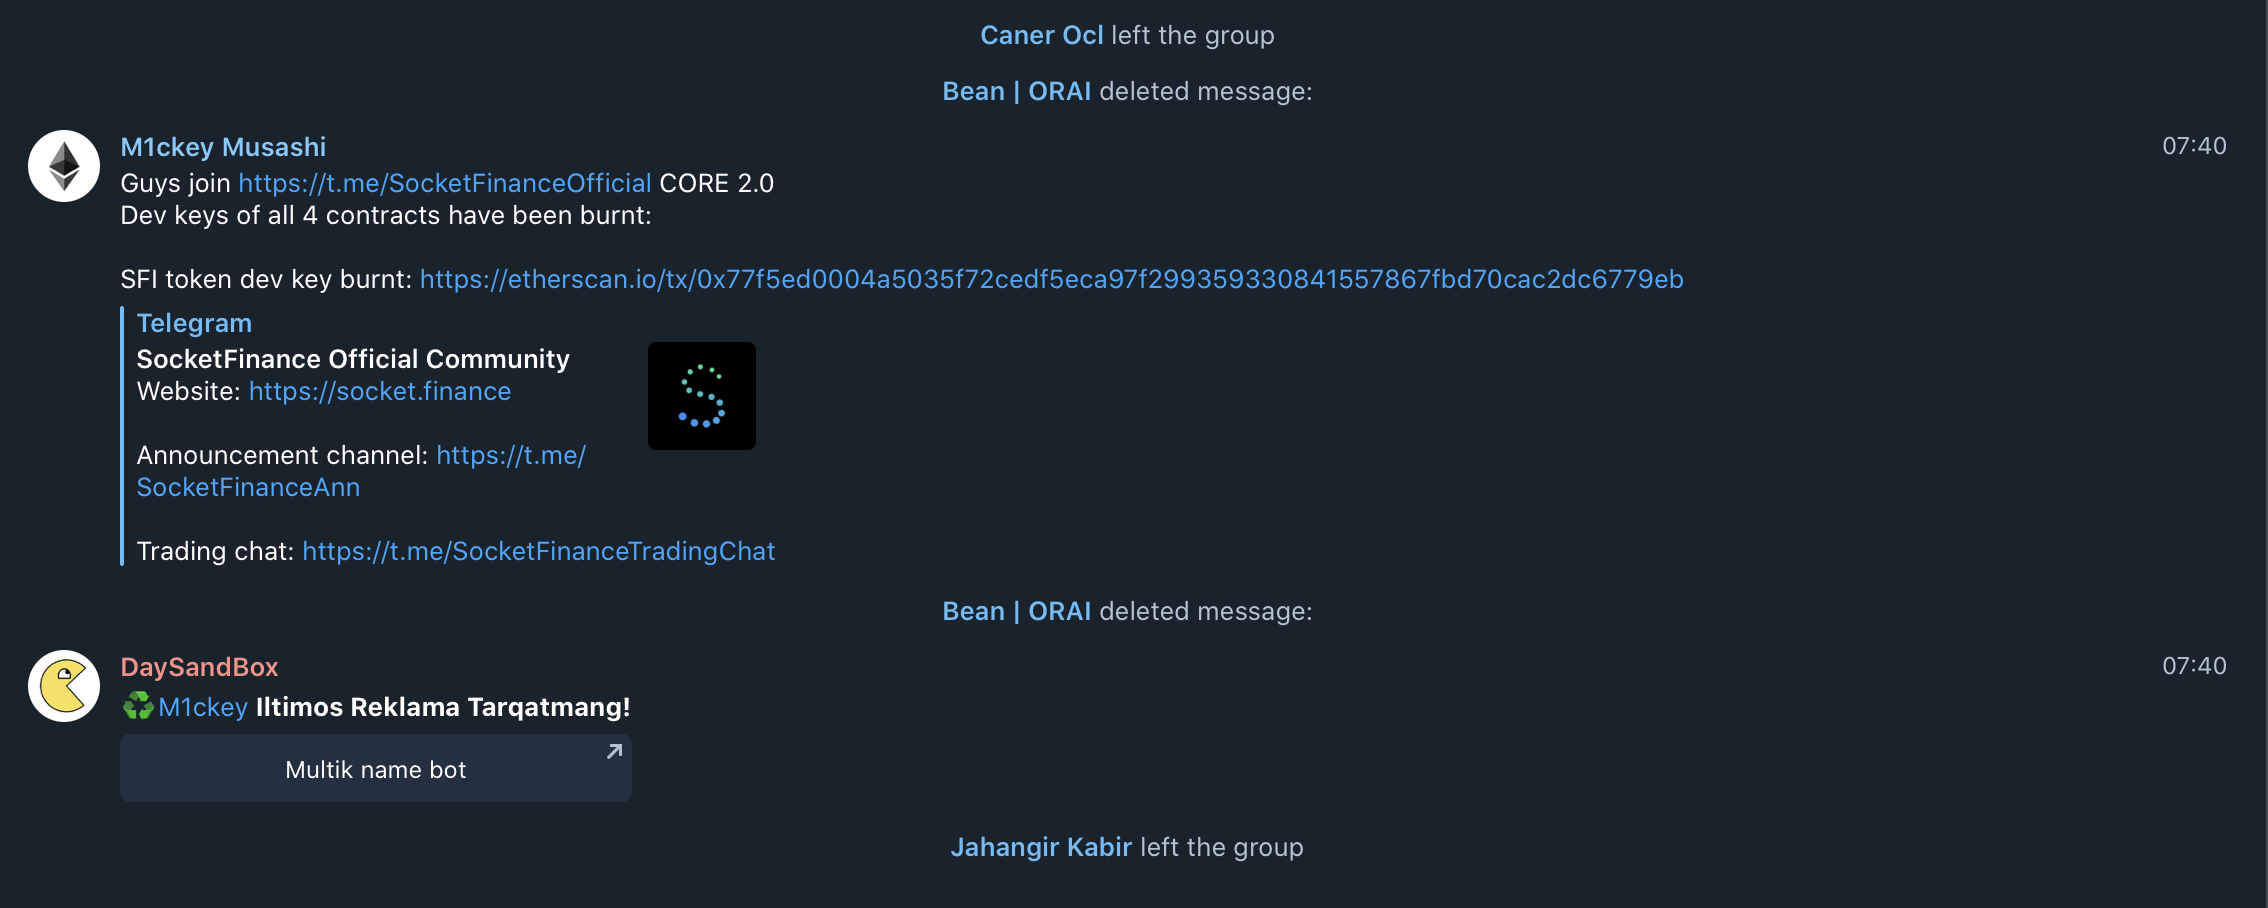 Caner Ocl left the group
Bean | ORAI deleted message:
M1ckey Musashi
07:40
Guys join https://t.me/SocketFinanceOfficial CORE 2.0
Dev keys of all 4 contracts have been burnt:
SFI token dev key burnt: https://etherscan.io/tx/0x77f5ed0004a5035f72cedf5eca97f299359330841557867fbd70cac2dc6779eb
Telegram
SocketFinance Official Community
Website: https://socket.finance
Announcement channel: https://t.me/
SocketFinanceAnn
Trading chat: https://t.me/SocketFinanceTradingChat
Bean | ORAI deleted message:
DaySandBox
07:40
♻️M1ckey Iltimos Reklama Tarqatmang!
Multik name bot
Jahangir Kabir left the group